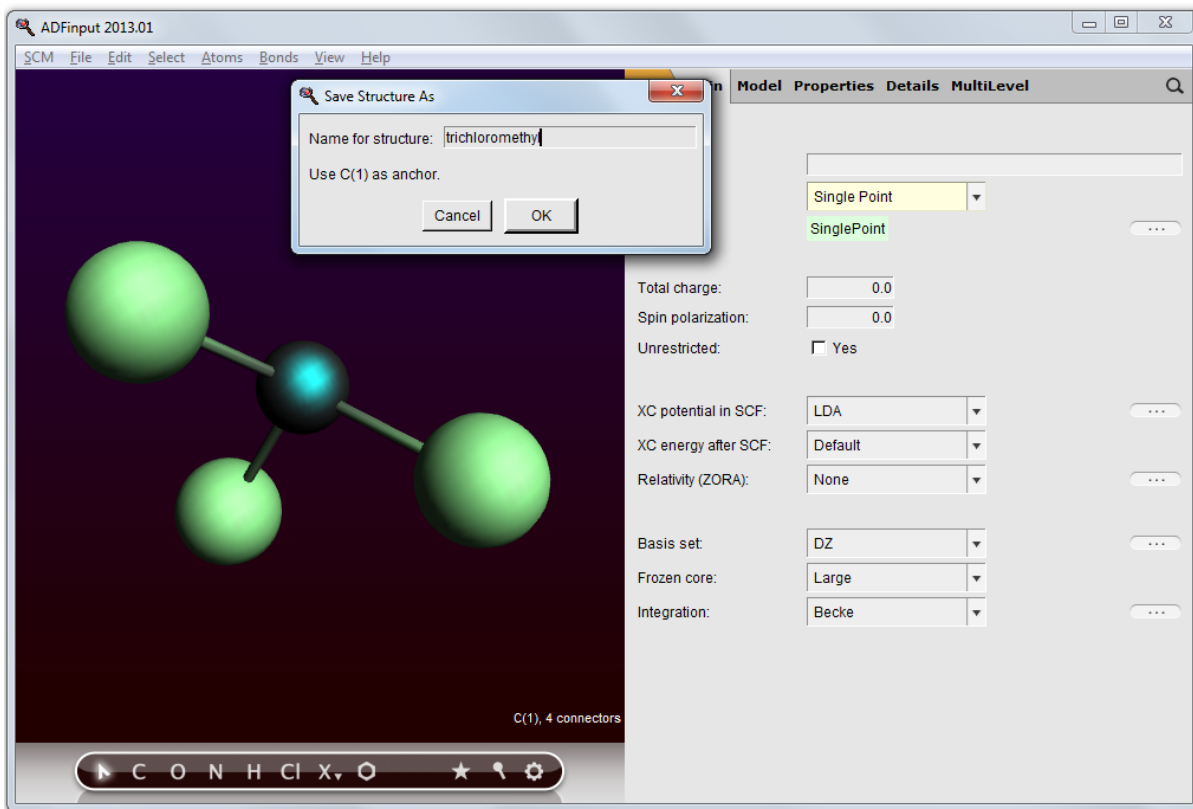 ADFinput 2013.01
SCM File Edit Select Atoms Bonds View Help
Save Structure As
Name for structure: trichloromethyl
Use C(1) as anchor.
Cancel OK
Model Properties Details MultiLevel
Single Point
SinglePoint
Total charge: 0.0
Spin polarization: 0.0
Unrestricted: Yes
XC potential in SCF: LDA
XC energy after SCF: Default
Relativity (ZORA): None
Basis set: DZ
Frozen core: Large
Integration: Becke
C(1), 4 connectors
C O N H Cl X